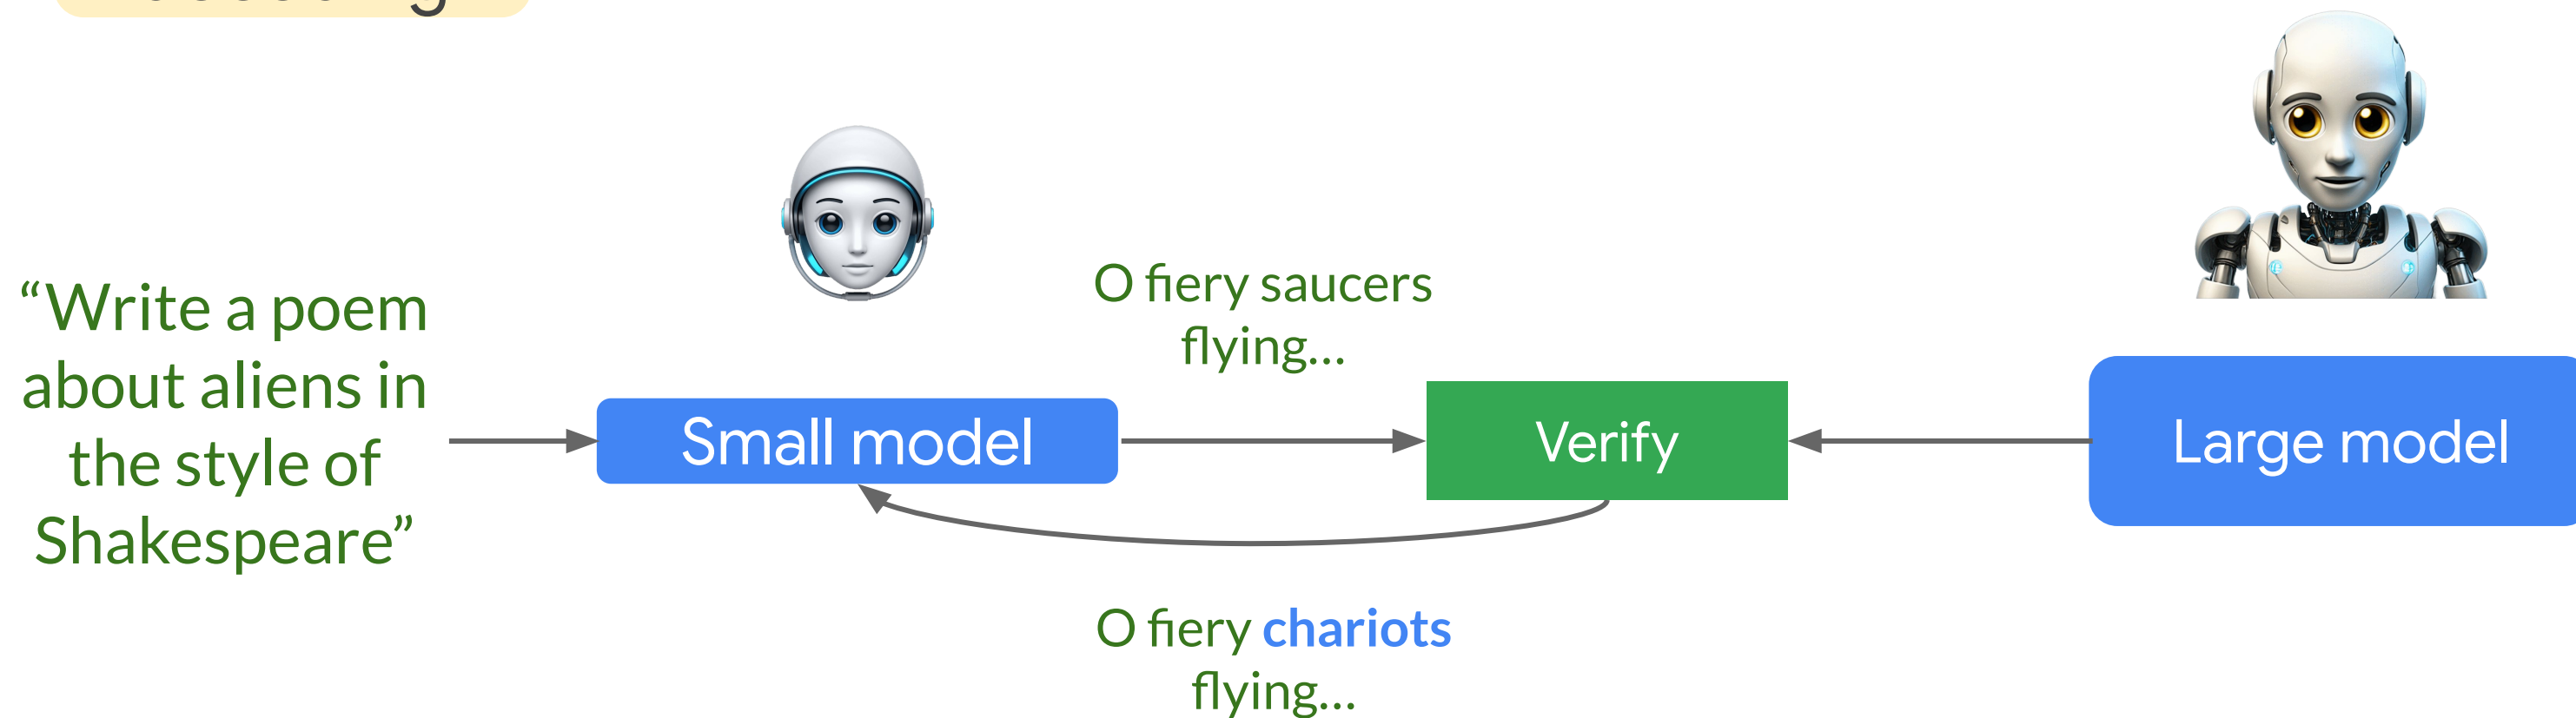 “Write a poem
about aliens in
the style of
Shakespeare”
Small model
O fiery saucers
flying...
Verify
Large model
O fiery chariots
flying...